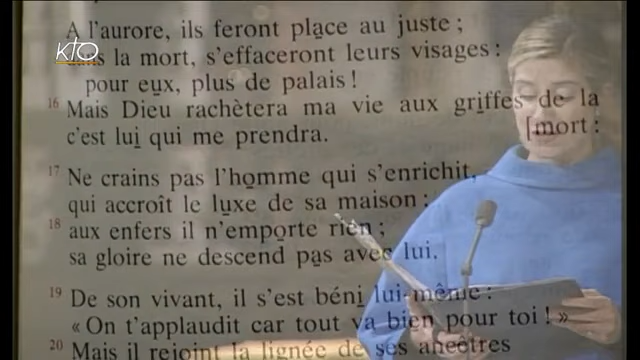 A l'aurore, ils feront place au juste ;
KTO
dans la mort, s'effaceront leurs visages :
pour eux, plus de palais !
16 Mais Dieu rachètera ma vie aux griffes de la
[mort :
c'est lui qui me prendra.
17 Ne crains pas l'homme qui s'enrichit,
qui accroît le luxe de sa maison :
18 aux enfers il n'emporte rien ;
sa gloire ne descend pas avec lui.
19 De son vivant, il s'est béni lui-même :
« On t'applaudit car tout va bien pour toi ! »
20 Mais il rejoint la lignée de ses ancêtres